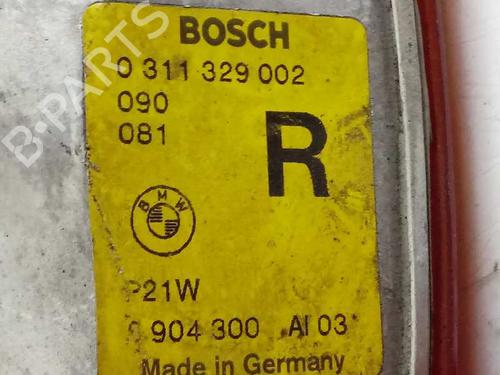 BOSCH
0 311 329 002
090
081
R
BMW
P21W
904 300 AI 03
Made in Germany
B-PARTS